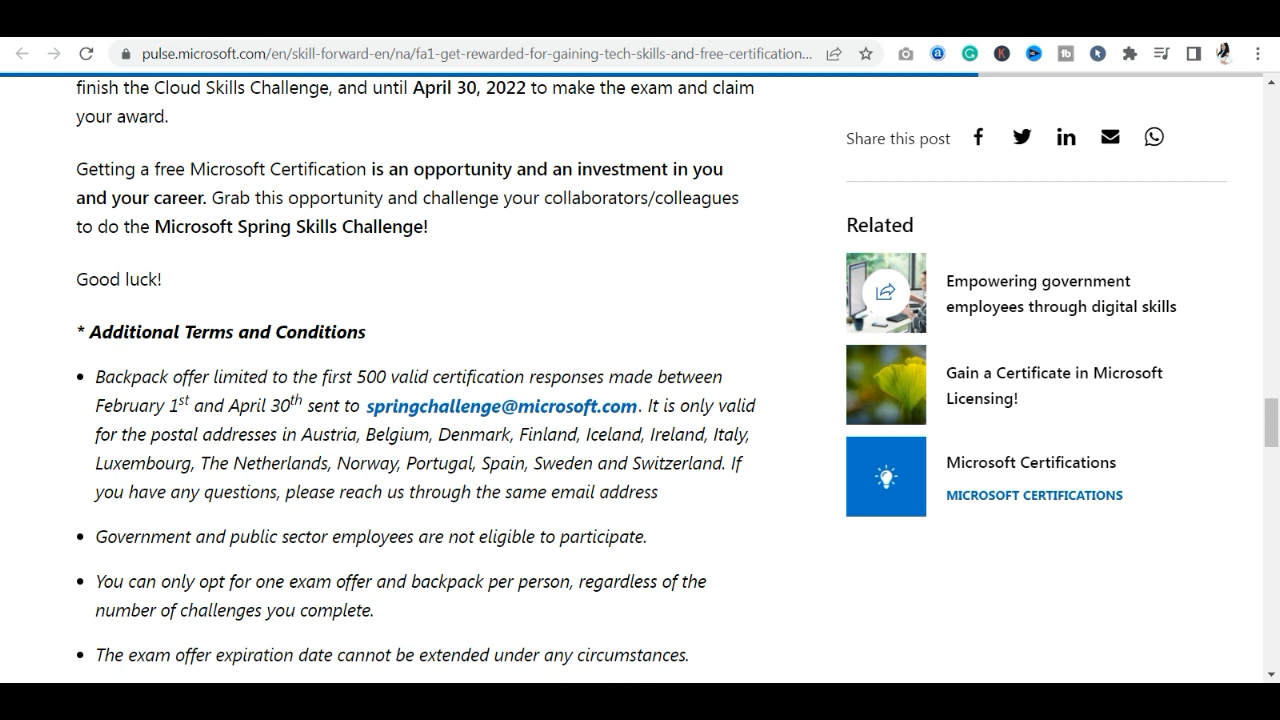 pulse.microsoft.com/en/skill-forward-en/na/fa1-get-rewarded-for-gaining-tech-skills-and-free-certification...
finish the Cloud Skills Challenge, and until April 30, 2022 to make the exam and claim
your award.
Getting a free Microsoft Certification is an opportunity and an investment in you
and your career. Grab this opportunity and challenge your collaborators/colleagues
to do the Microsoft Spring Skills Challenge!
Good luck!
* Additional Terms and Conditions
• Backpack offer limited to the first 500 valid certification responses made between
February 1st and April 30th sent to springchallenge@microsoft.com. It is only valid
for the postal addresses in Austria, Belgium, Denmark, Finland, Iceland, Ireland, Italy,
Luxembourg, The Netherlands, Norway, Portugal, Spain, Sweden and Switzerland. If
you have any questions, please reach us through the same email address
• Government and public sector employees are not eligible to participate.
• You can only opt for one exam offer and backpack per person, regardless of the
number of challenges you complete.
• The exam offer expiration date cannot be extended under any circumstances.
Share this post
Related
Empowering government
employees through digital skills
Gain a Certificate in Microsoft
Licensing!
Microsoft Certifications
MICROSOFT CERTIFICATIONS